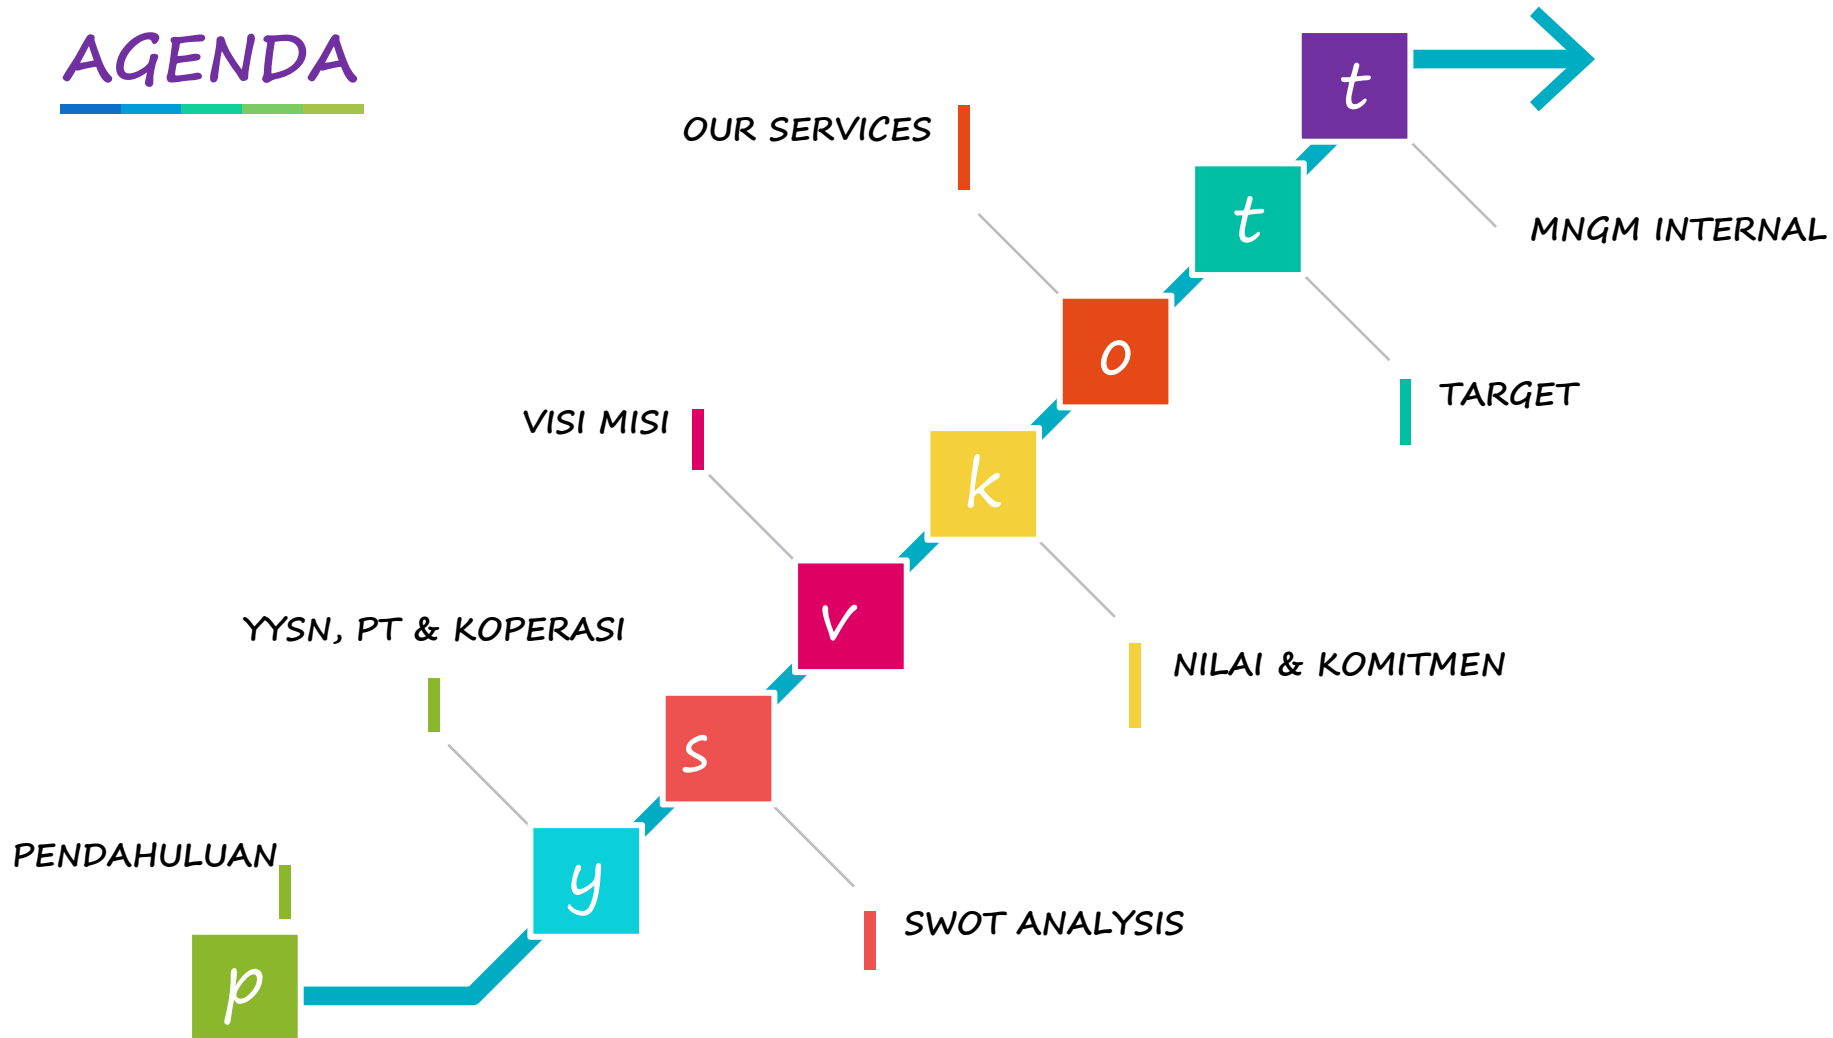 AGENDA
t
OUR SERVICES
t
MNGM INTERNAL
o
TARGET
VISI MISI
k
v
YYSN, PT & KOPERASI
NILAI & KOMITMEN
s
PENDAHULUAN
y
SWOT ANALYSIS
p